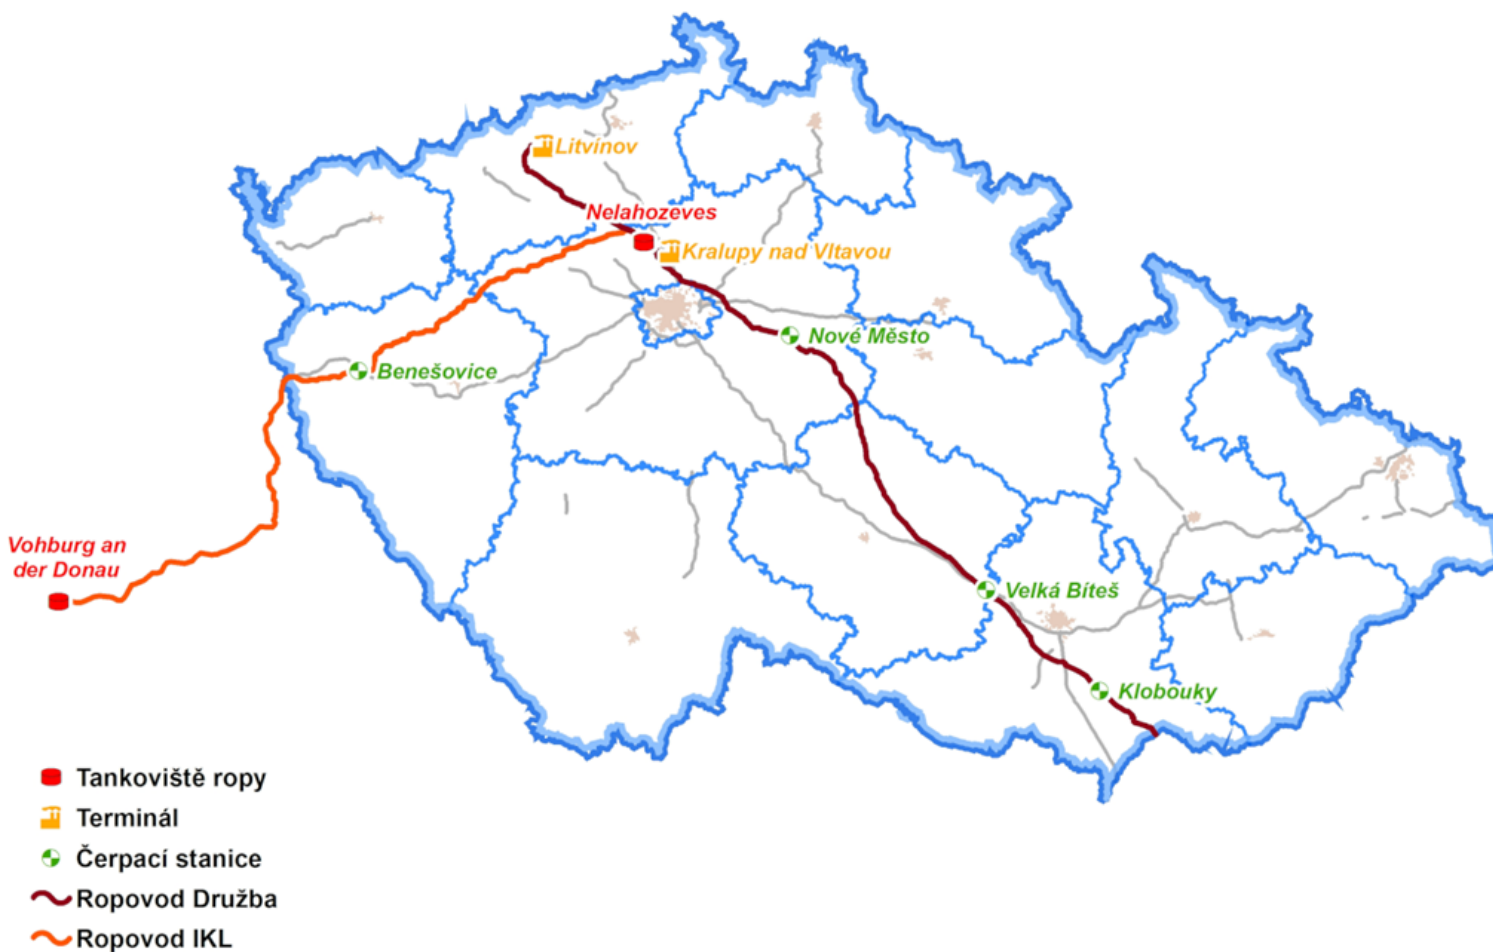 Litvínov
Nelahozeves
Kralupy nad Vltavou
Nové Město
Benešovice
Vohburg an
der Donau
Velká Bíteš
Klobouky
Tankoviště ropy
Terminál
Čerpací stanice
Ropovod Družba
Ropovod IKL